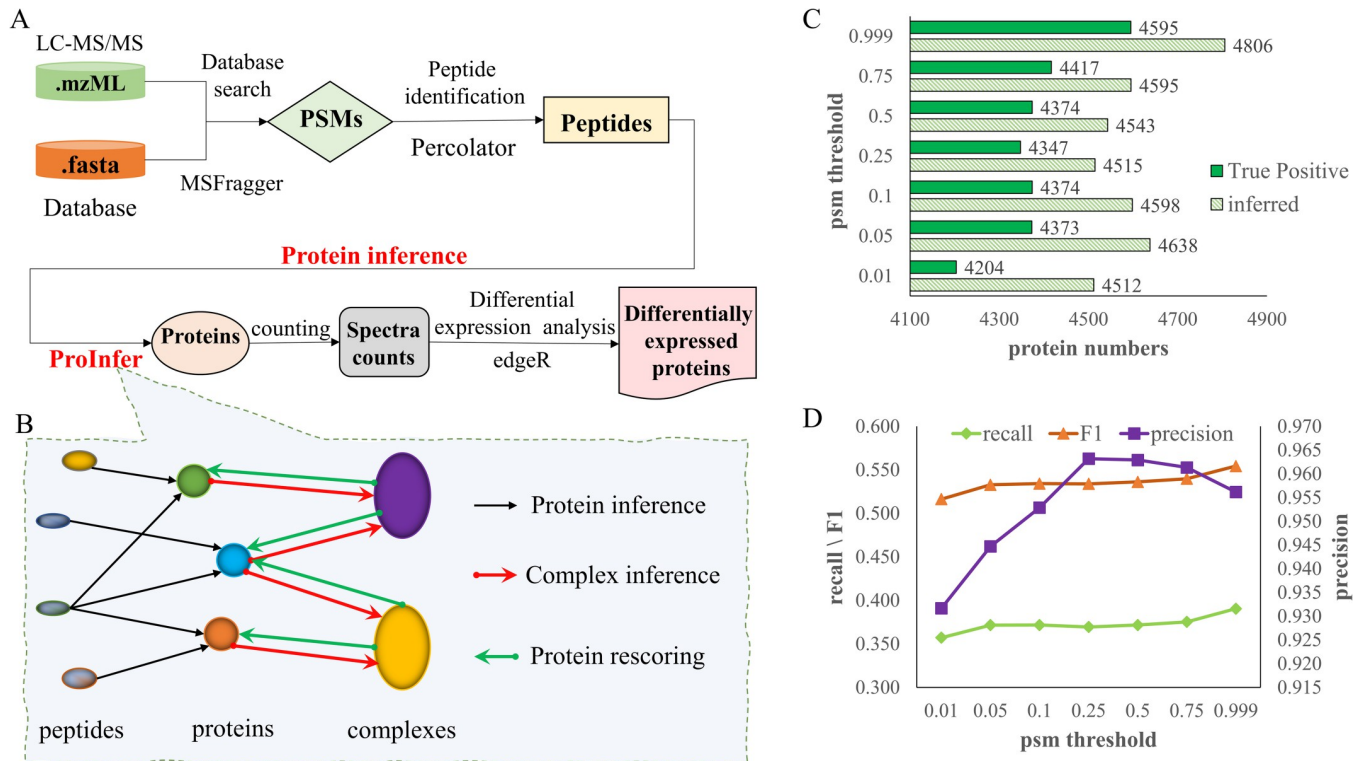 A
LC-MS/MS
.mzML
Database
search
.fasta
MSFragger
Database
PSMs
Peptide
identification
Percolator
Peptides
Protein inference
ProInfer
Proteins
counting
Spectra
counts
Differential
expression analysis
edgeR
Differentially
expressed
proteins
B
Protein inference
Complex inference
Protein rescoring
peptides
proteins
complexes
C
psm threshold
0.999
4595
4806
0.75
4417
4595
0.5
4374
4543
0.25
4347
4515
0.1
4374
4598
0.05
4373
4638
0.01
4204
4512
True Positive
inferred
4100 4300 4500 4700 4900
protein numbers
D
recall F1 precision
recall \ F1
0.600
0.550
0.500
0.450
0.400
0.350
0.300
0.970
0.965
0.960
0.955
0.950
0.945
0.940
0.935
0.930
0.925
0.920
0.915
precision
0.01 0.05 0.1 0.25 0.5 0.75 0.999
psm threshold